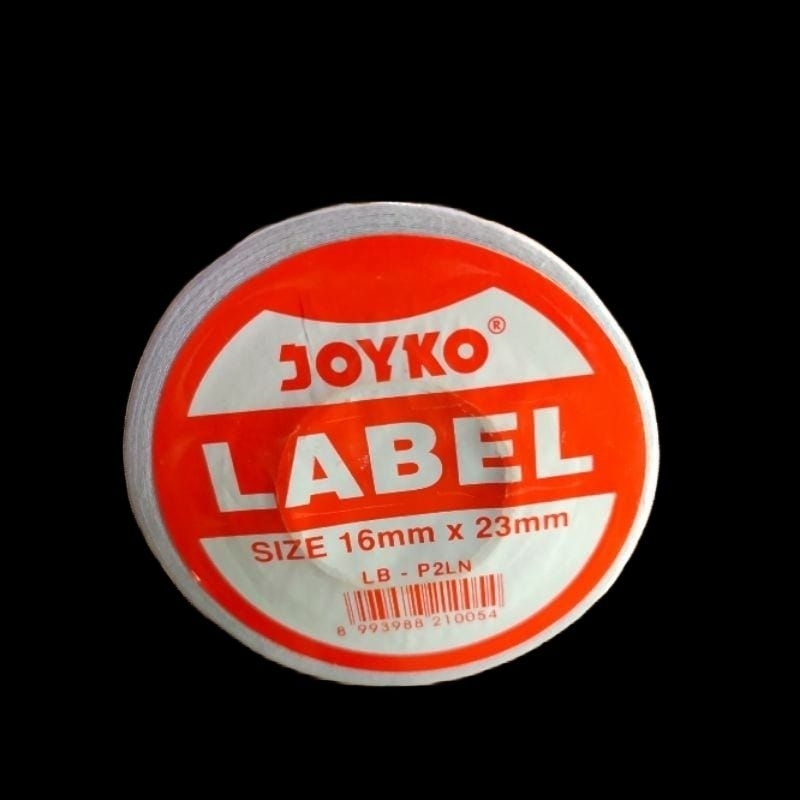 JOYKO®
LABEL
SIZE 16mm x 23mm
LB - P2LN
8 993988 210054